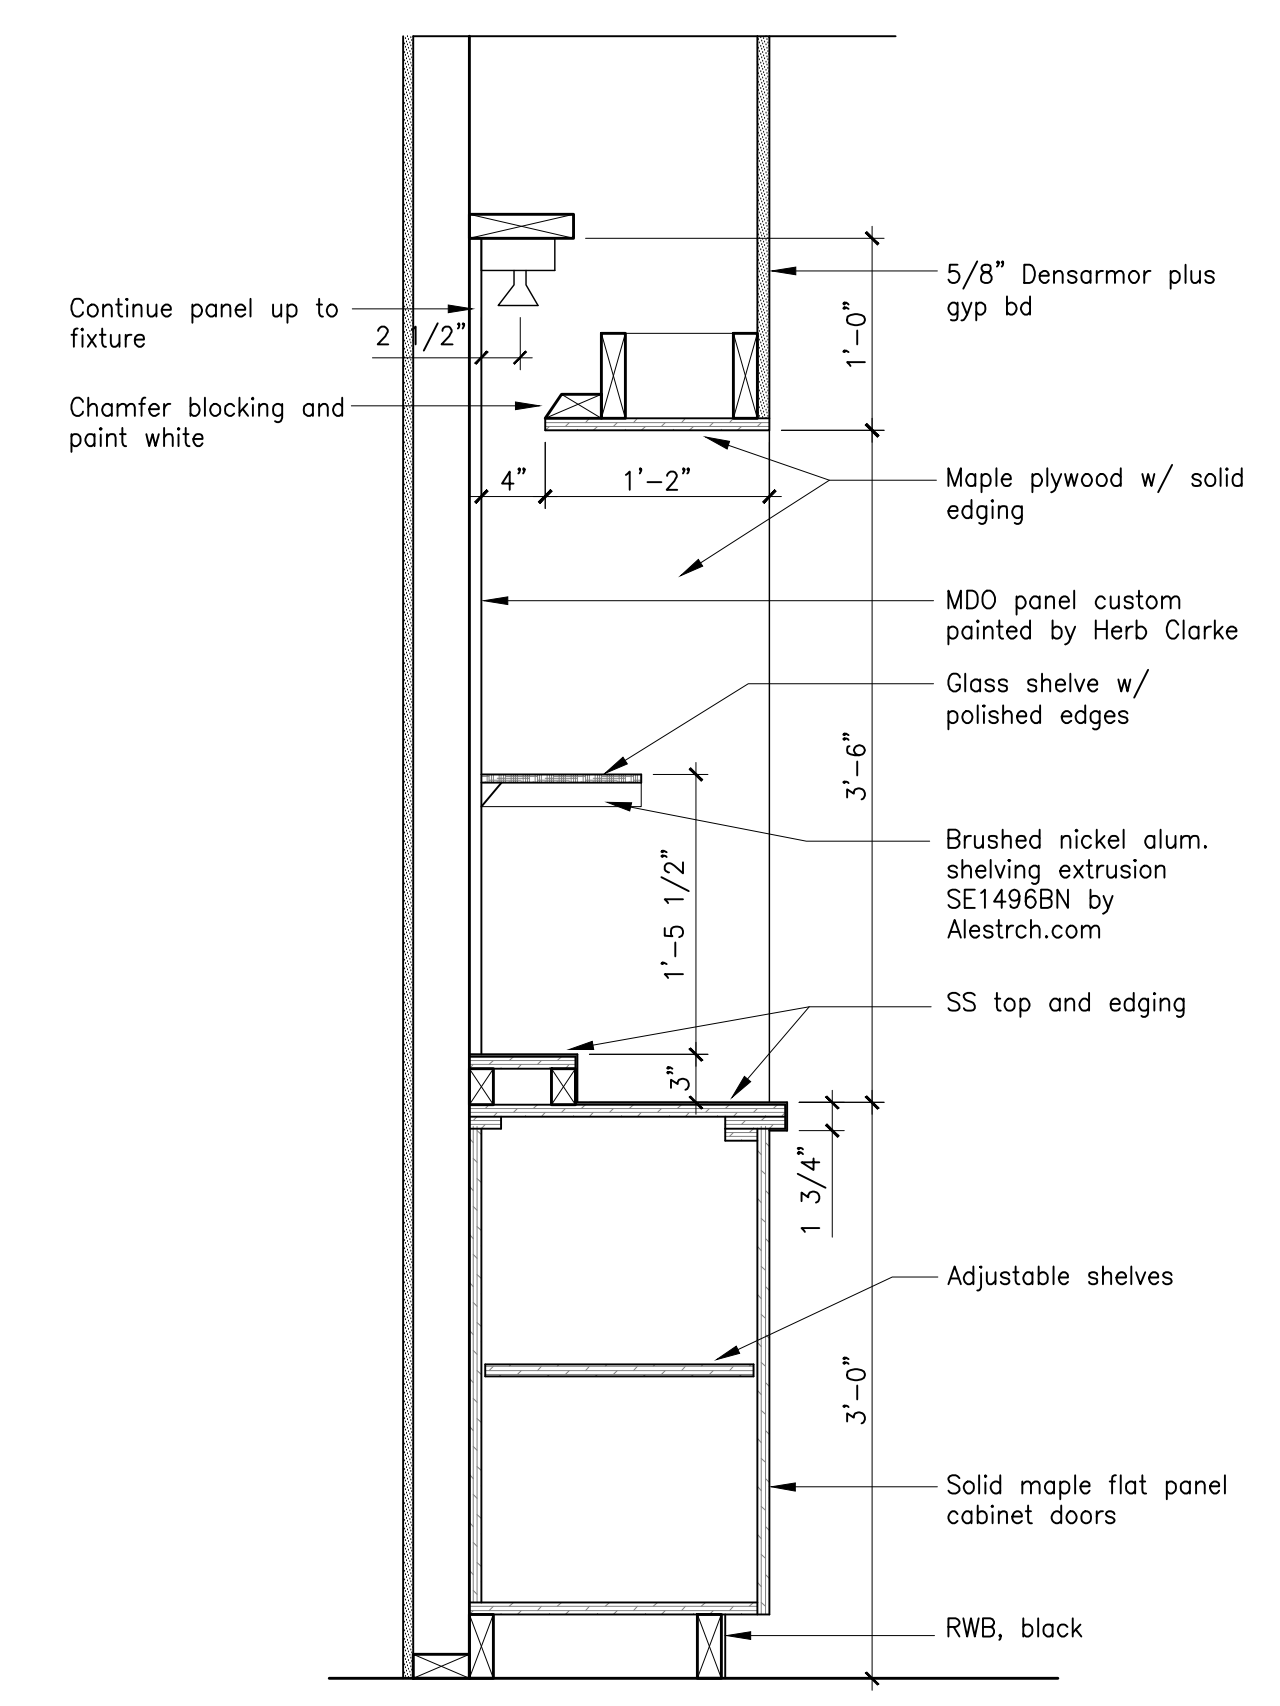 5/8” Densarmor plus
gyp bd
Continue panel up to
fixture
2 1/2”
1'-0”
Chamfer blocking and
paint white
4”
1'-2”
Maple plywood w/ solid
edging
MDO panel custom
painted by Herb Clarke
Glass shelve w/
polished edges
3'-6”
Brushed nickel alum.
shelving extrusion
SE1496BN by
Alestrch.com
1'-5 1/2”
SS top and edging
3”
1 3/4”
Adjustable shelves
3'-0”
Solid maple flat panel
cabinet doors
RWB, black